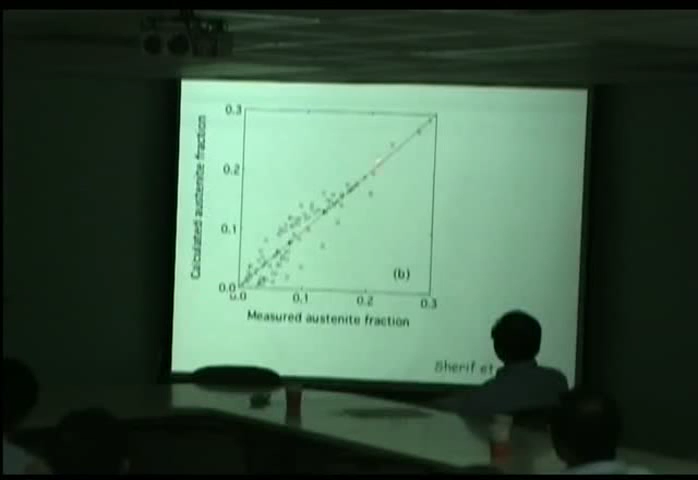 0.3
Calculated austenite fraction
0.2
0.1
(b)
0.0
0.0 0.1 0.2 0.3
Measured austenite fraction
Sherif et